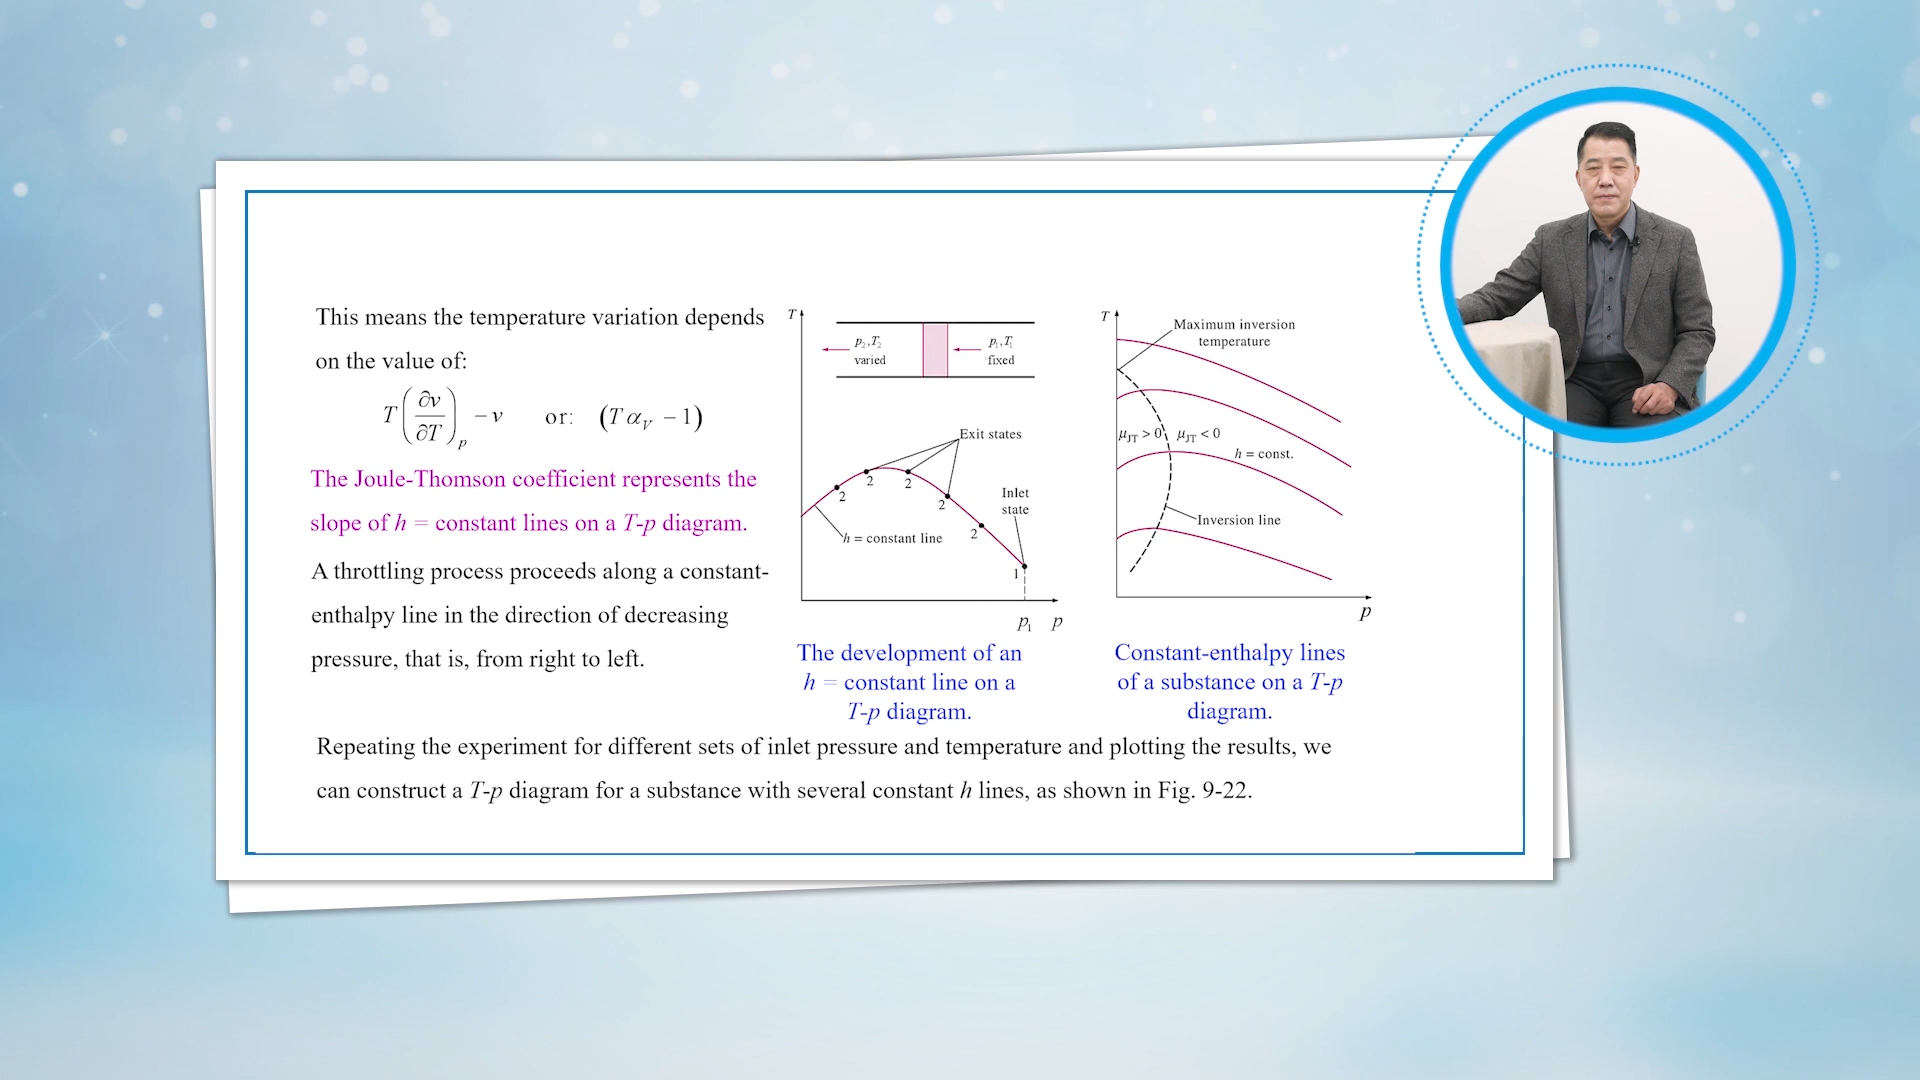 This means the temperature variation depends
on the value of:
T(∂v/∂T)p − v or: (Tα_V − 1)
The Joule-Thomson coefficient represents the
slope of h = constant lines on a T-p diagram.
A throttling process proceeds along a constant-
enthalpy line in the direction of decreasing
pressure, that is, from right to left.
T
p₂,T₂
varied
p₁,T₁
fixed
Exit states
2
2
2
2
2
Inlet
state
h = constant line
1
p₁ p
The development of an
h = constant line on a
T-p diagram.
T
Maximum inversion
temperature
μ_JT > 0
μ_JT < 0
h = const.
Inversion line
p
Constant-enthalpy lines
of a substance on a T-p
diagram.
Repeating the experiment for different sets of inlet pressure and temperature and plotting the results, we
can construct a T-p diagram for a substance with several constant h lines, as shown in Fig. 9-22.